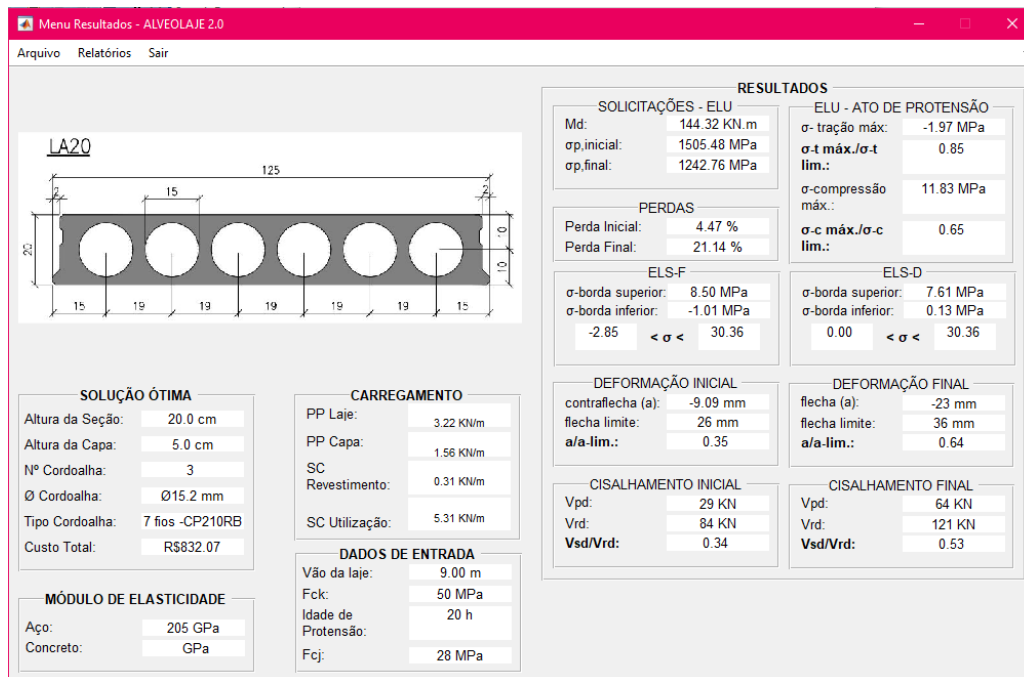 Menu Resultados - ALVEOLAJE 2.0
Arquivo Relatórios Sair
LA20
125
2 15 2
20 10
10
15 19 19 19 19 19 15
SOLUÇÃO ÓTIMA
Altura da Seção: 20.0 cm
Altura da Capa: 5.0 cm
Nº Cordoalha: 3
Ø Cordoalha: Ø15.2 mm
Tipo Cordoalha: 7 fios -CP210RB
Custo Total: R$832.07
MÓDULO DE ELASTICIDADE
Aço: 205 GPa
Concreto: GPa
CARREGAMENTO
PP Laje: 3.22 KN/m
PP Capa: 1.56 KN/m
SC
Revestimento: 0.31 KN/m
SC Utilização: 5.31 KN/m
DADOS DE ENTRADA
Vão da laje: 9.00 m
Fck: 50 MPa
Idade de 20 h
Protensão:
Fcj: 28 MPa
RESULTADOS
SOLICITAÇÕES - ELU
Md: 144.32 KN.m
σp,inicial: 1505.48 MPa
σp,final: 1242.76 MPa
PERDAS
Perda Inicial: 4.47 %
Perda Final: 21.14 %
ELU - ATO DE PROTENSÃO
σ- tração máx: -1.97 MPa
σ-t máx./σ-t 0.85
lim.:
σ-compressão 11.83 MPa
máx.:
σ-c máx./σ-c 0.65
lim.:
ELS-F
σ-borda superior: 8.50 MPa
σ-borda inferior: -1.01 MPa
-2.85 < σ < 30.36
ELS-D
σ-borda superior: 7.61 MPa
σ-borda inferior: 0.13 MPa
0.00 < σ < 30.36
DEFORMAÇÃO INICIAL
contraflecha (a): -9.09 mm
flecha limite: 26 mm
a/a-lim.: 0.35
DEFORMAÇÃO FINAL
flecha (a): -23 mm
flecha limite: 36 mm
a/a-lim.: 0.64
CISALHAMENTO INICIAL
Vpd: 29 KN
Vrd: 84 KN
Vsd/Vrd: 0.34
CISALHAMENTO FINAL
Vpd: 64 KN
Vrd: 121 KN
Vsd/Vrd: 0.53